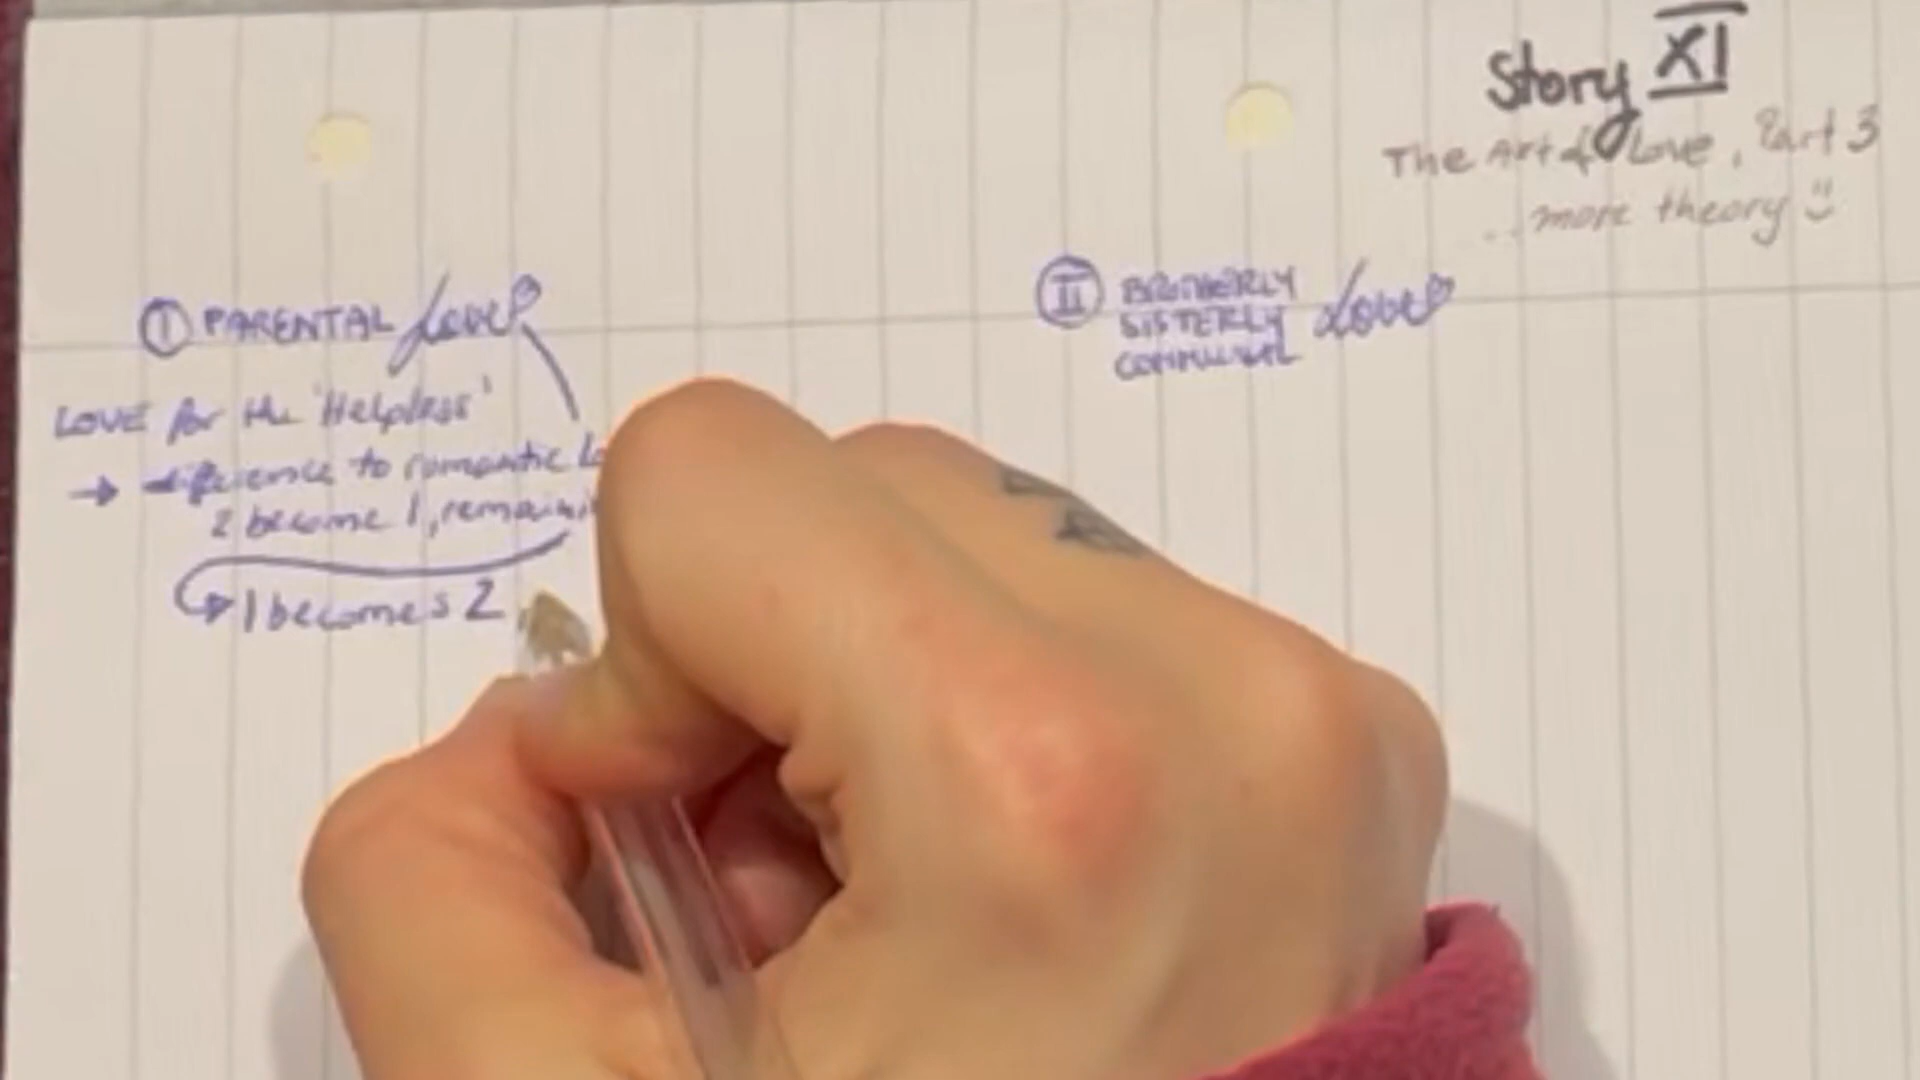 Story XI
The Art of Love, Part 3
...more theory
I PARENTAL Love
LOVE for the 'Helpless'
→ difference to romantic
2 become 1,
1 becomes 2
II BROTHERLY
SISTERLY Love
COMMUNAL